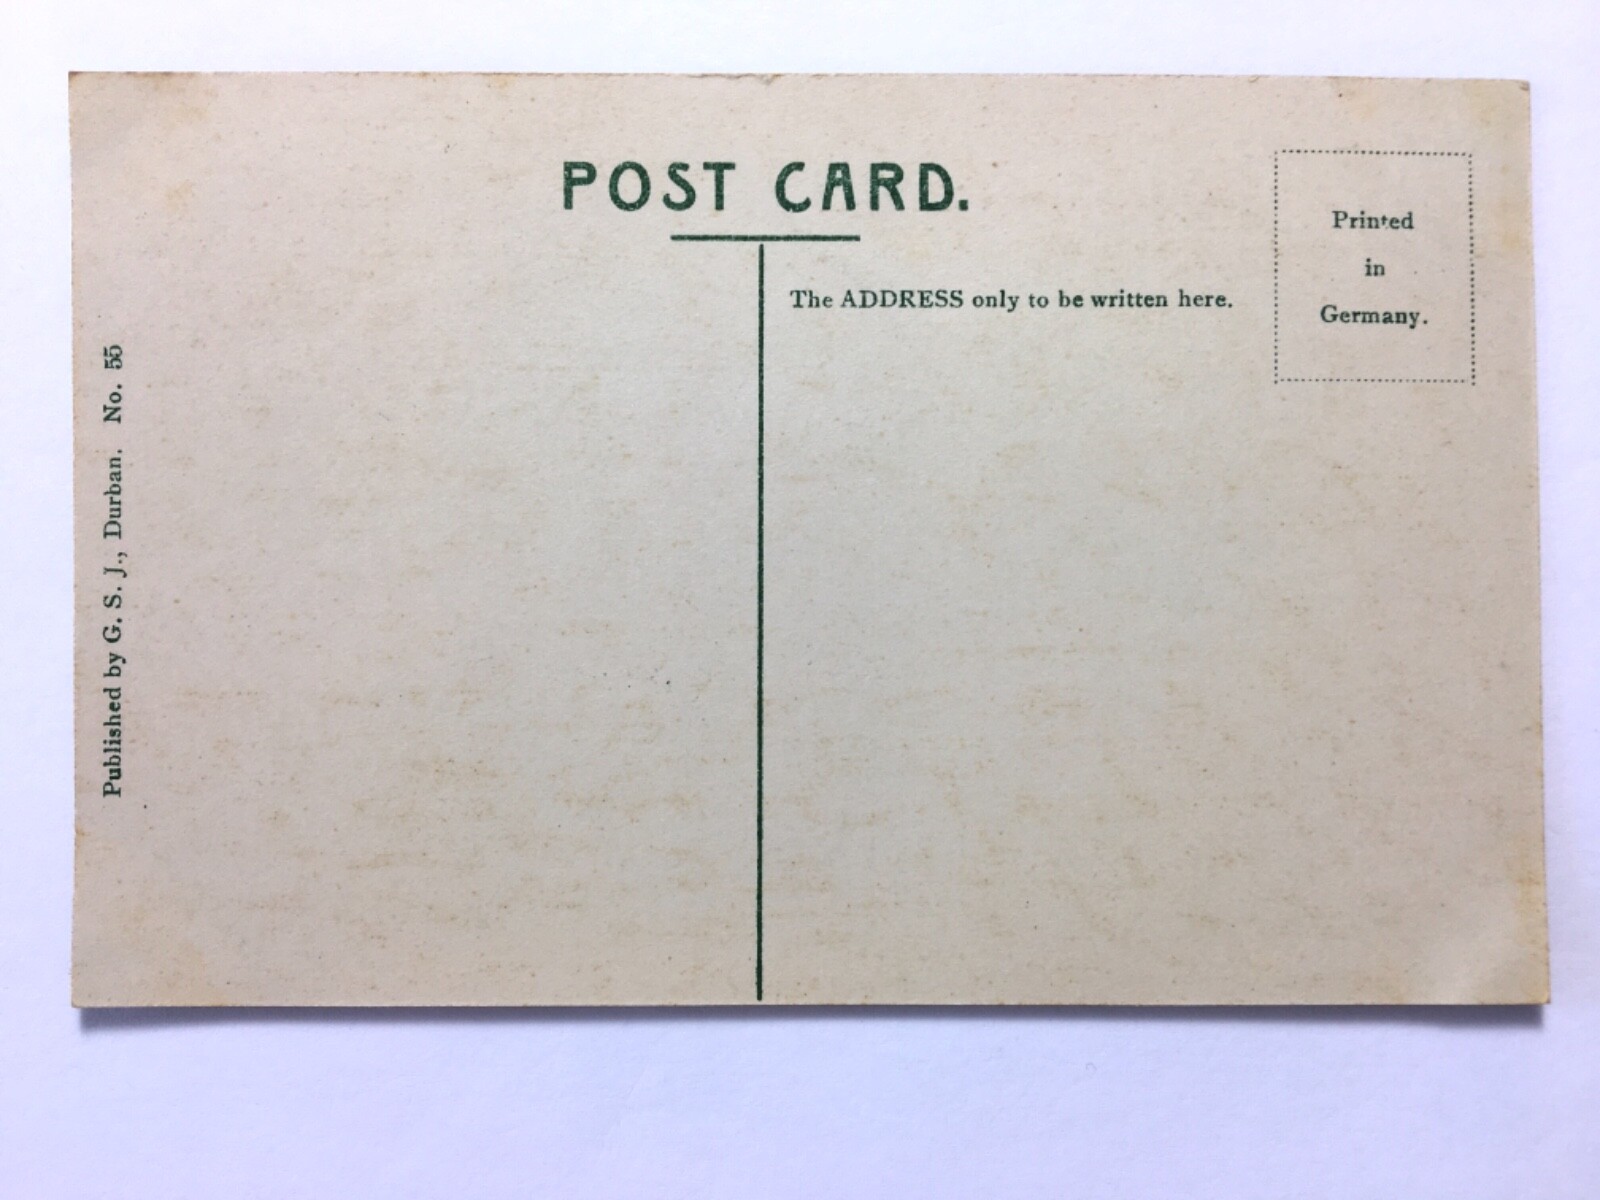 POST CARD.
The ADDRESS only to be written here.
Printed
in
Germany.
Published by G. S. J., Durban. No. 55